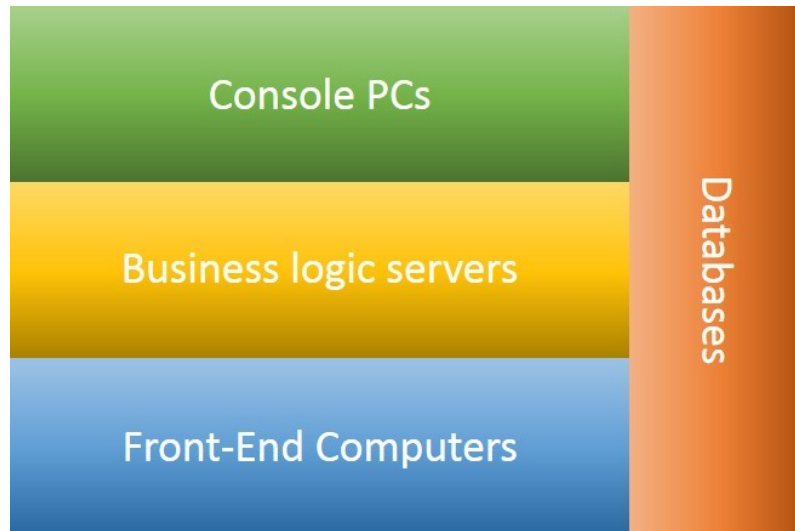 Console PCs
Business logic servers
Front-End Computers
Databases